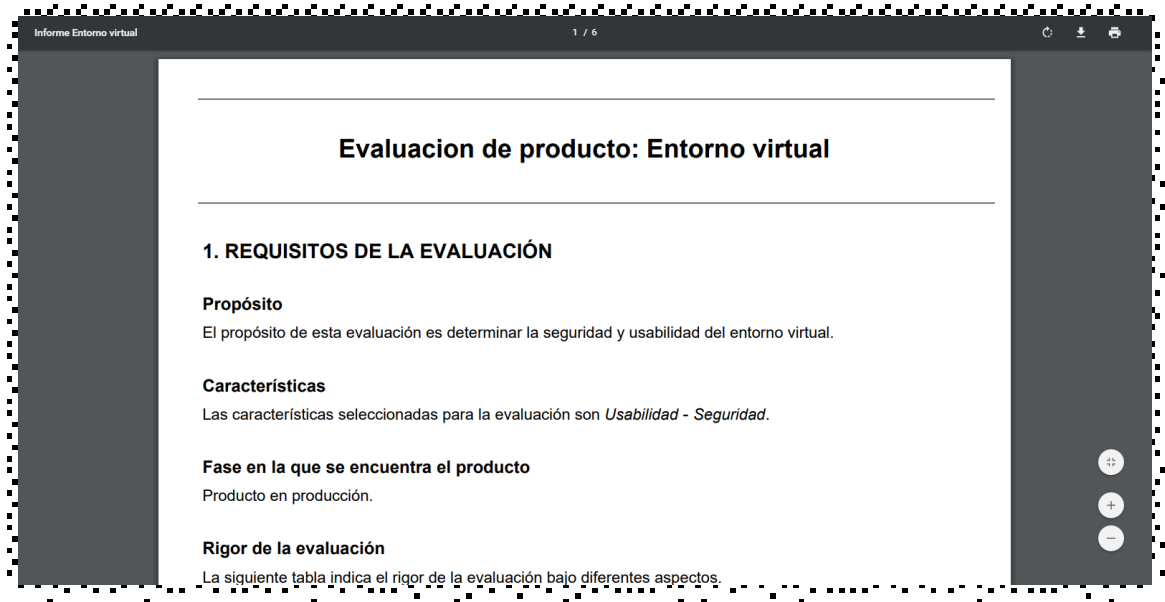 Informe Entorno virtual
1 / 6
Evaluacion de producto: Entorno virtual
1. REQUISITOS DE LA EVALUACIÓN
Propósito
El propósito de esta evaluación es determinar la seguridad y usabilidad del entorno virtual.
Características
Las características seleccionadas para la evaluación son Usabilidad - Seguridad.
Fase en la que se encuentra el producto
Producto en producción.
Rigor de la evaluación
La siguiente tabla indica el rigor de la evaluación bajo diferentes aspectos.